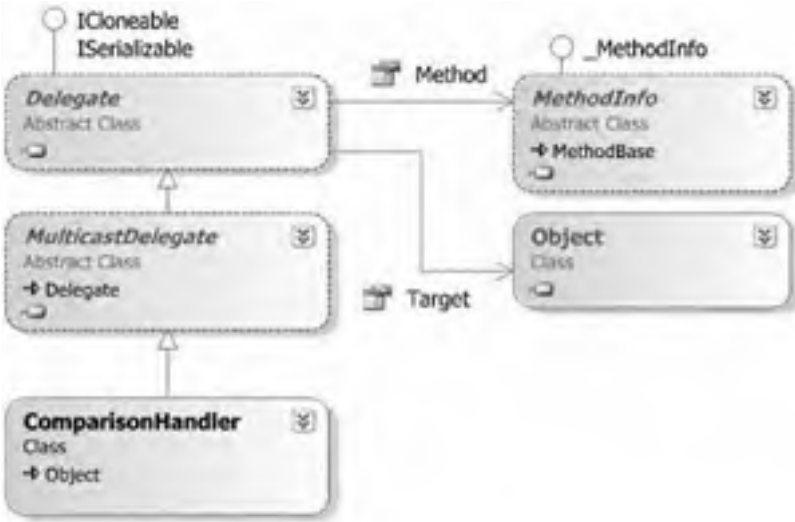 ICloneable
ISerializable
Delegate
Abstract Class
Method
_MethodInfo
MethodInfo
Abstract Class
MethodBase
MulticastDelegate
Abstract Class
Delegate
Object
Class
Target
ComparisonHandler
Class
Object